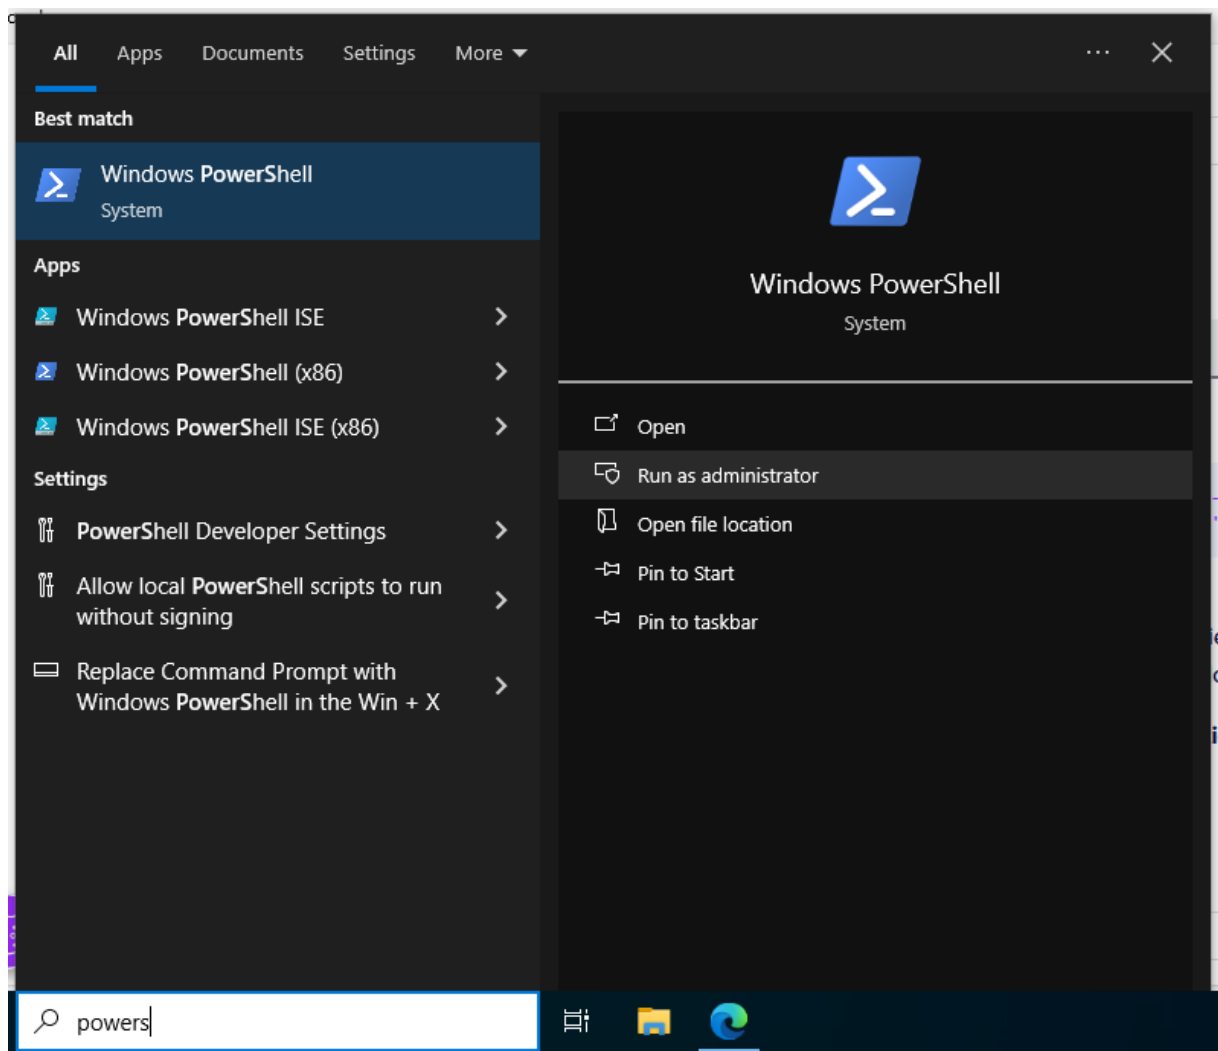 All Apps Documents Settings More
Best match
Windows PowerShell
System
Apps
Windows PowerShell ISE
Windows PowerShell (x86)
Windows PowerShell ISE (x86)
Settings
PowerShell Developer Settings
Allow local PowerShell scripts to run
without signing
Replace Command Prompt with
Windows PowerShell in the Win + X
Windows PowerShell
System
Open
Run as administrator
Open file location
Pin to Start
Pin to taskbar
powers